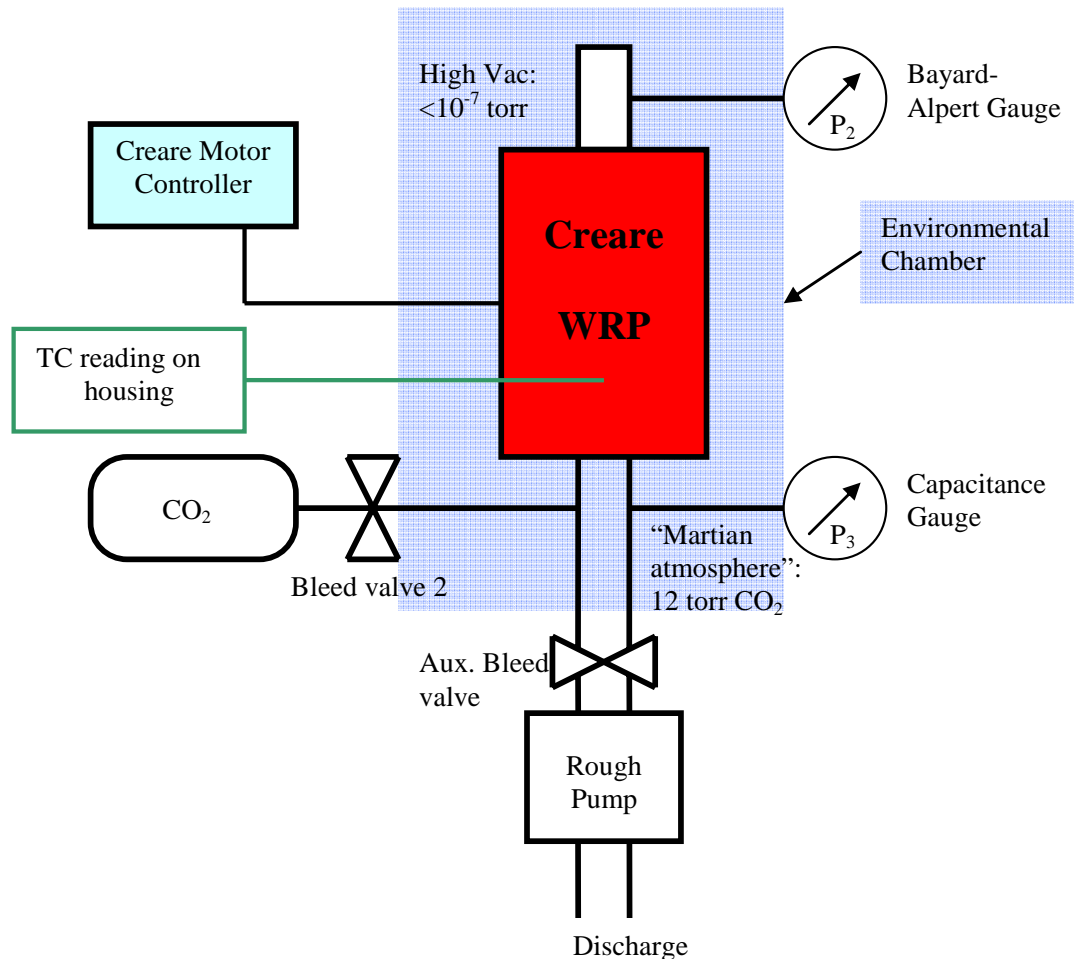 High Vac:
<10⁻⁷ torr
P₂
Bayard-
Alpert Gauge
Creare Motor
Controller
Creare
WRP
Environmental
Chamber
TC reading on
housing
CO₂
Bleed valve 2
P₃
Capacitance
Gauge
“Martian
atmosphere”:
12 torr CO₂
Aux. Bleed
valve
Rough
Pump
Discharge